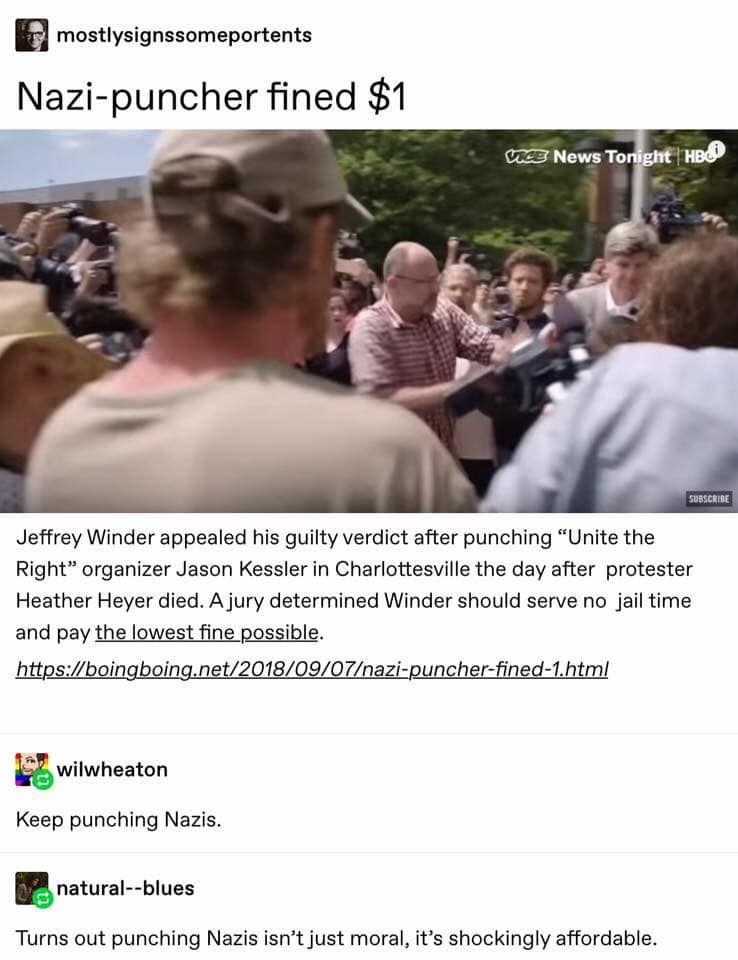 mostlysignssomeportents
Nazi-puncher fined $1
VICE News Tonight | HBO
SUBSCRIBE
Jeffrey Winder appealed his guilty verdict after punching “Unite the
Right” organizer Jason Kessler in Charlottesville the day after protester
Heather Heyer died. A jury determined Winder should serve no jail time
and pay the lowest fine possible.
https://boingboing.net/2018/09/07/nazi-puncher-fined-1.html
wilwheaton
Keep punching Nazis.
natural--blues
Turns out punching Nazis isn’t just moral, it’s shockingly affordable.